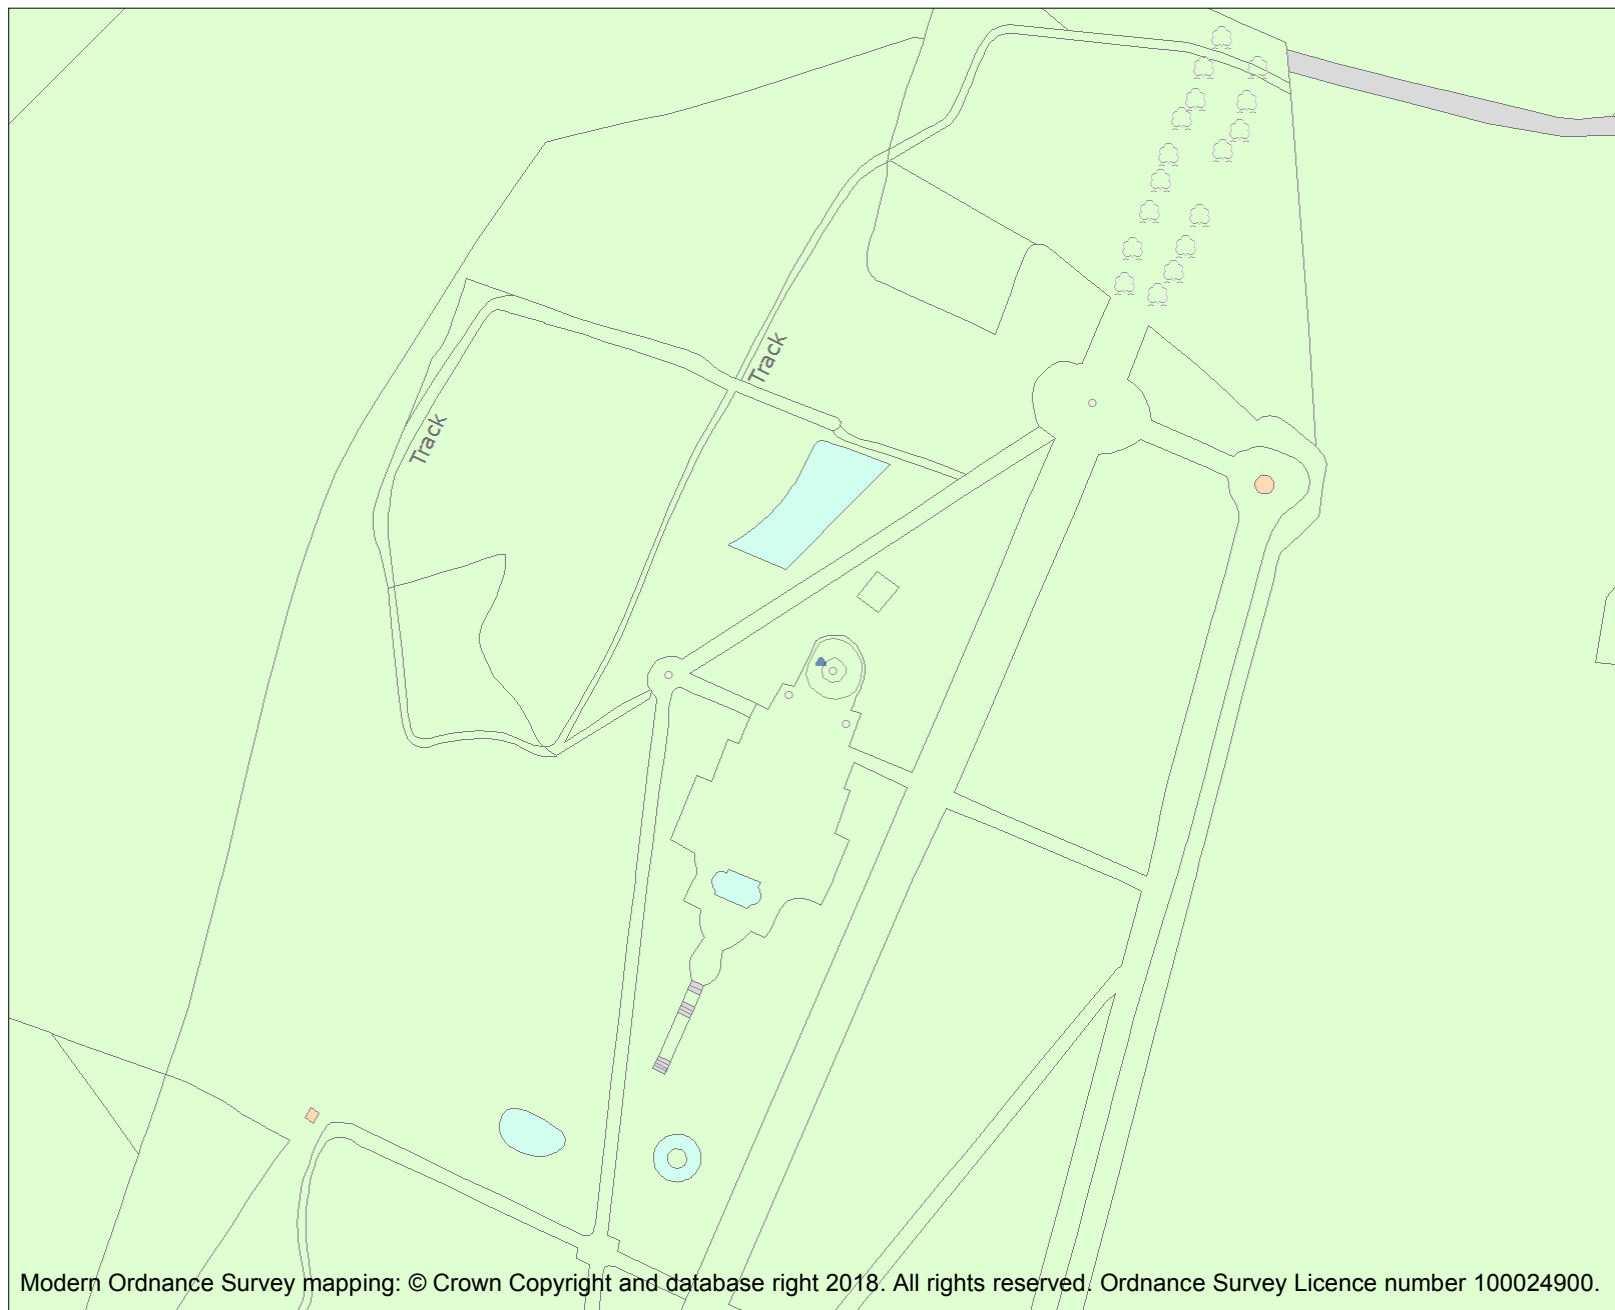 Track
Track
Modern Ordnance Survey mapping: © Crown Copyright and database right 2018. All rights reserved. Ordnance Survey Licence number 100024900.